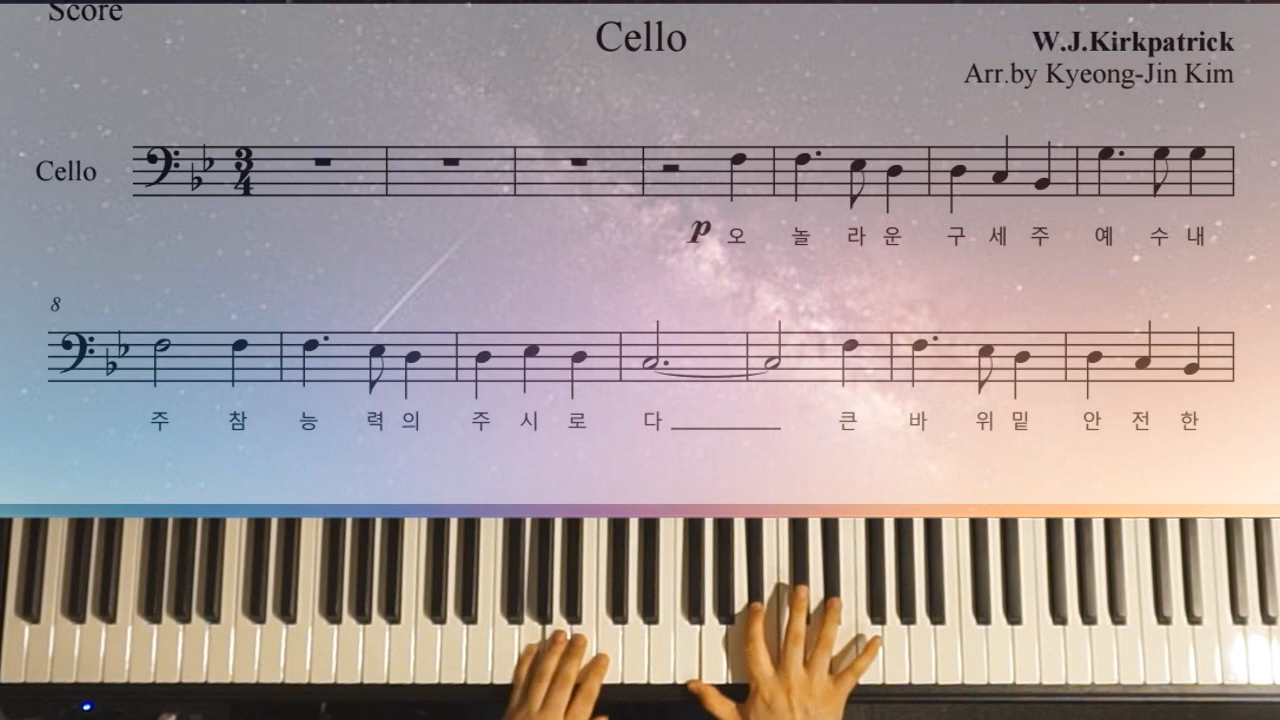 Score
Cello
W.J.Kirkpatrick
Arr.by Kyeong-Jin Kim
Cello
p 오 놀 라 운 구 세 주 예 수 내
8
주 참 능 력 의 주 시 로 다 큰 바 위 밑 안 전 한